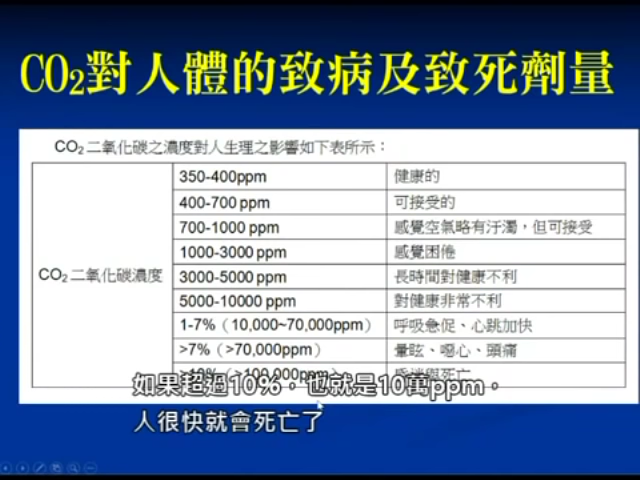 CO2對人體的致病及致死劑量
CO2 二氧化碳之濃度對人生理之影響如下表所示：
CO2 二氧化碳濃度
350-400ppm 健康的
400-700 ppm 可接受的
700-1000 ppm 感覺空氣略有汙濁，但可接受
1000-3000 ppm 感覺困倦
3000-5000 ppm 長時間對健康不利
5000-10000 ppm 對健康非常不利
1-7%（10,000~70,000ppm） 呼吸急促、心跳加快
>7%（>70,000ppm） 暈眩、噁心、頭痛
如果超過10%，也就是10萬ppm，
人很快就會死亡了